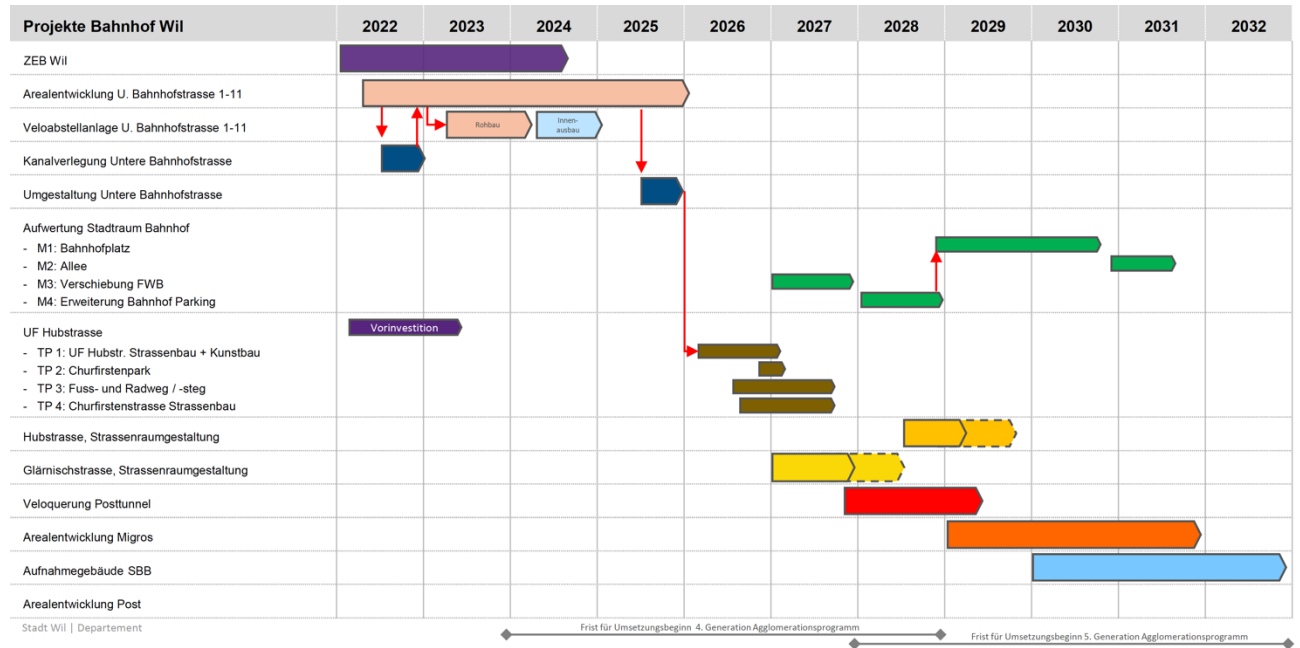 Projekte Bahnhof Wil 2022 2023 2024 2025 2026 2027 2028 2029 2030 2031 2032
ZEB Wil
Arealentwicklung U. Bahnhofstrasse 1-11
Veloabstellanlage U. Bahnhofstrasse 1-11 Rohbau Innen-
ausbau
Kanalverlegung Untere Bahnhofstrasse
Umgestaltung Untere Bahnhofstrasse
Aufwertung Stadtraum Bahnhof
- M1: Bahnhofplatz
- M2: Allee
- M3: Verschiebung FWB
- M4: Erweiterung Bahnhof Parking
UF Hubstrasse Vorinvestition
- TP 1: UF Hubstr. Strassenbau + Kunstbau
- TP 2: Churfirstenpark
- TP 3: Fuss- und Radweg / -steg
- TP 4: Churfirstenstrasse Strassenbau
Hubstrasse, Strassenraumgestaltung
Glärnischstrasse, Strassenraumgestaltung
Veloquerung Posttunnel
Arealentwicklung Migros
Aufnahmegebäude SBB
Arealentwicklung Post
Stadt Wil | Departement
Frist für Umsetzungsbeginn 4. Generation Agglomerationsprogramm
Frist für Umsetzungsbeginn 5. Generation Agglomerationsprogramm